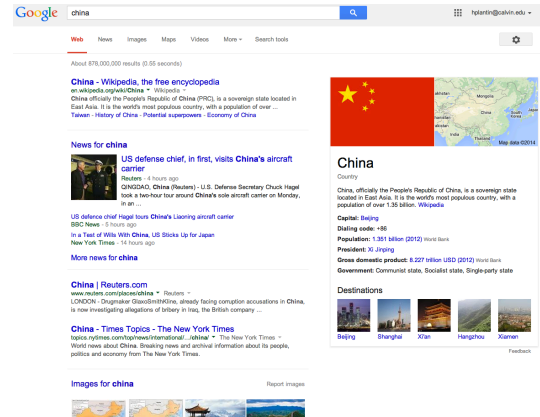 Google
china
hplantin@calvin.edu
Web News Images Maps Videos More Search tools
About 878,000,000 results (0.55 seconds)
China - Wikipedia, the free encyclopedia
en.wikipedia.org/wiki/China Wikipedia
China officially the People's Republic of China (PRC), is a sovereign state located in
East Asia. It is the world's most populous country, with a population of over ...
Taiwan - History of China - Potential superpowers - Economy of China
News for china
US defense chief, in first, visits China's aircraft
carrier
Reuters - 4 hours ago
QINGDAO, China (Reuters) - U.S. Defense Secretary Chuck Hagel
took a two-hour tour around China's sole aircraft carrier on Monday,
in an ...
US defence chief Hagel tours China's Liaoning aircraft carrier
BBC News - 5 hours ago
In a Test of Wills With China, US Sticks Up for Japan
New York Times - 14 hours ago
More news for china
China | Reuters.com
www.reuters.com/places/china Reuters
LONDON - Drugmaker GlaxoSmithKline, already facing corruption accusations in China,
is now investigating allegations of bribery in Iraq, the British company ...
China - Times Topics - The New York Times
topics.nytimes.com/top/news/international/.../china/ The New York Times
World news about China. Breaking news and archival information about its people,
politics and economy from The New York Times.
Images for china
Report images
Mongolia
China
South Korea
India
Thailand
Map data ©2014
China
Country
China, officially the People's Republic of China, is a sovereign state
located in East Asia. It is the world's most populous country, with a
population of over 1.35 billion. Wikipedia
Capital: Beijing
Dialing code: +86
Population: 1.351 billion (2012) World Bank
President: Xi Jinping
Gross domestic product: 8.227 trillion USD (2012) World Bank
Government: Communist state, Socialist state, Single-party state
Destinations
Beijing Shanghai Xi'an Hangzhou Xiamen
Feedback